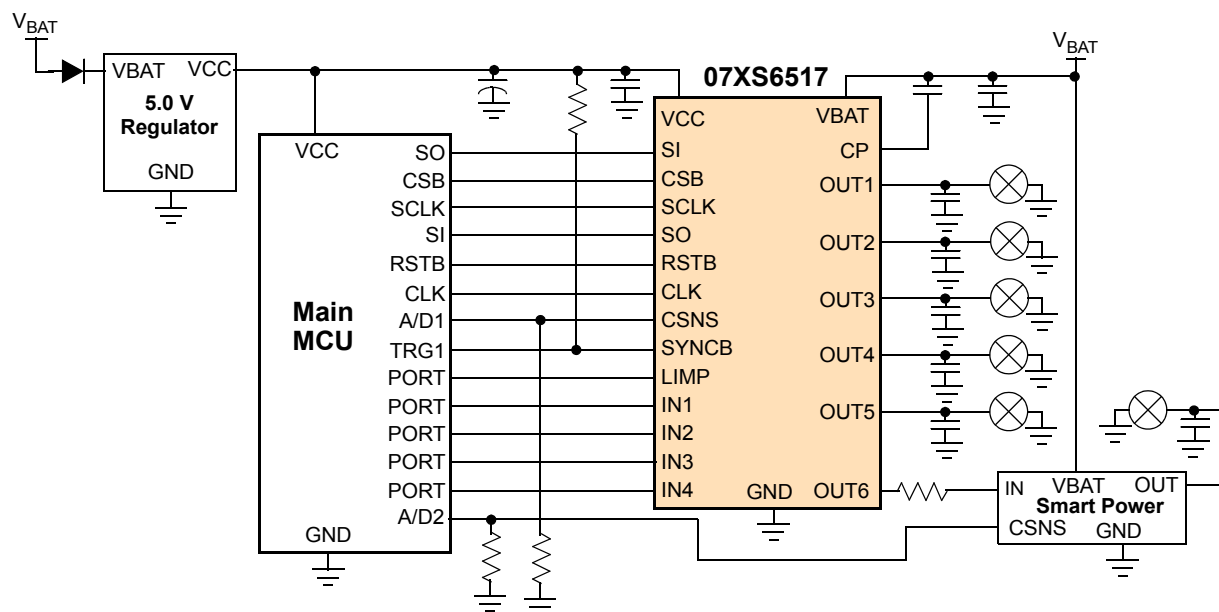 V_BAT
VBAT VCC
5.0 V
Regulator
GND
VCC
SO
CSB
SCLK
SI
RSTB
CLK
A/D1
TRG1
PORT
PORT
PORT
PORT
PORT
A/D2
Main
MCU
GND
07XS6517
VCC
SI
CSB
SCLK
SO
RSTB
CLK
CSNS
SYNCB
LIMP
IN1
IN2
IN3
IN4
GND
VBAT
CP
OUT1
OUT2
OUT3
OUT4
OUT5
OUT6
V_BAT
IN VBAT OUT
Smart Power
CSNS GND